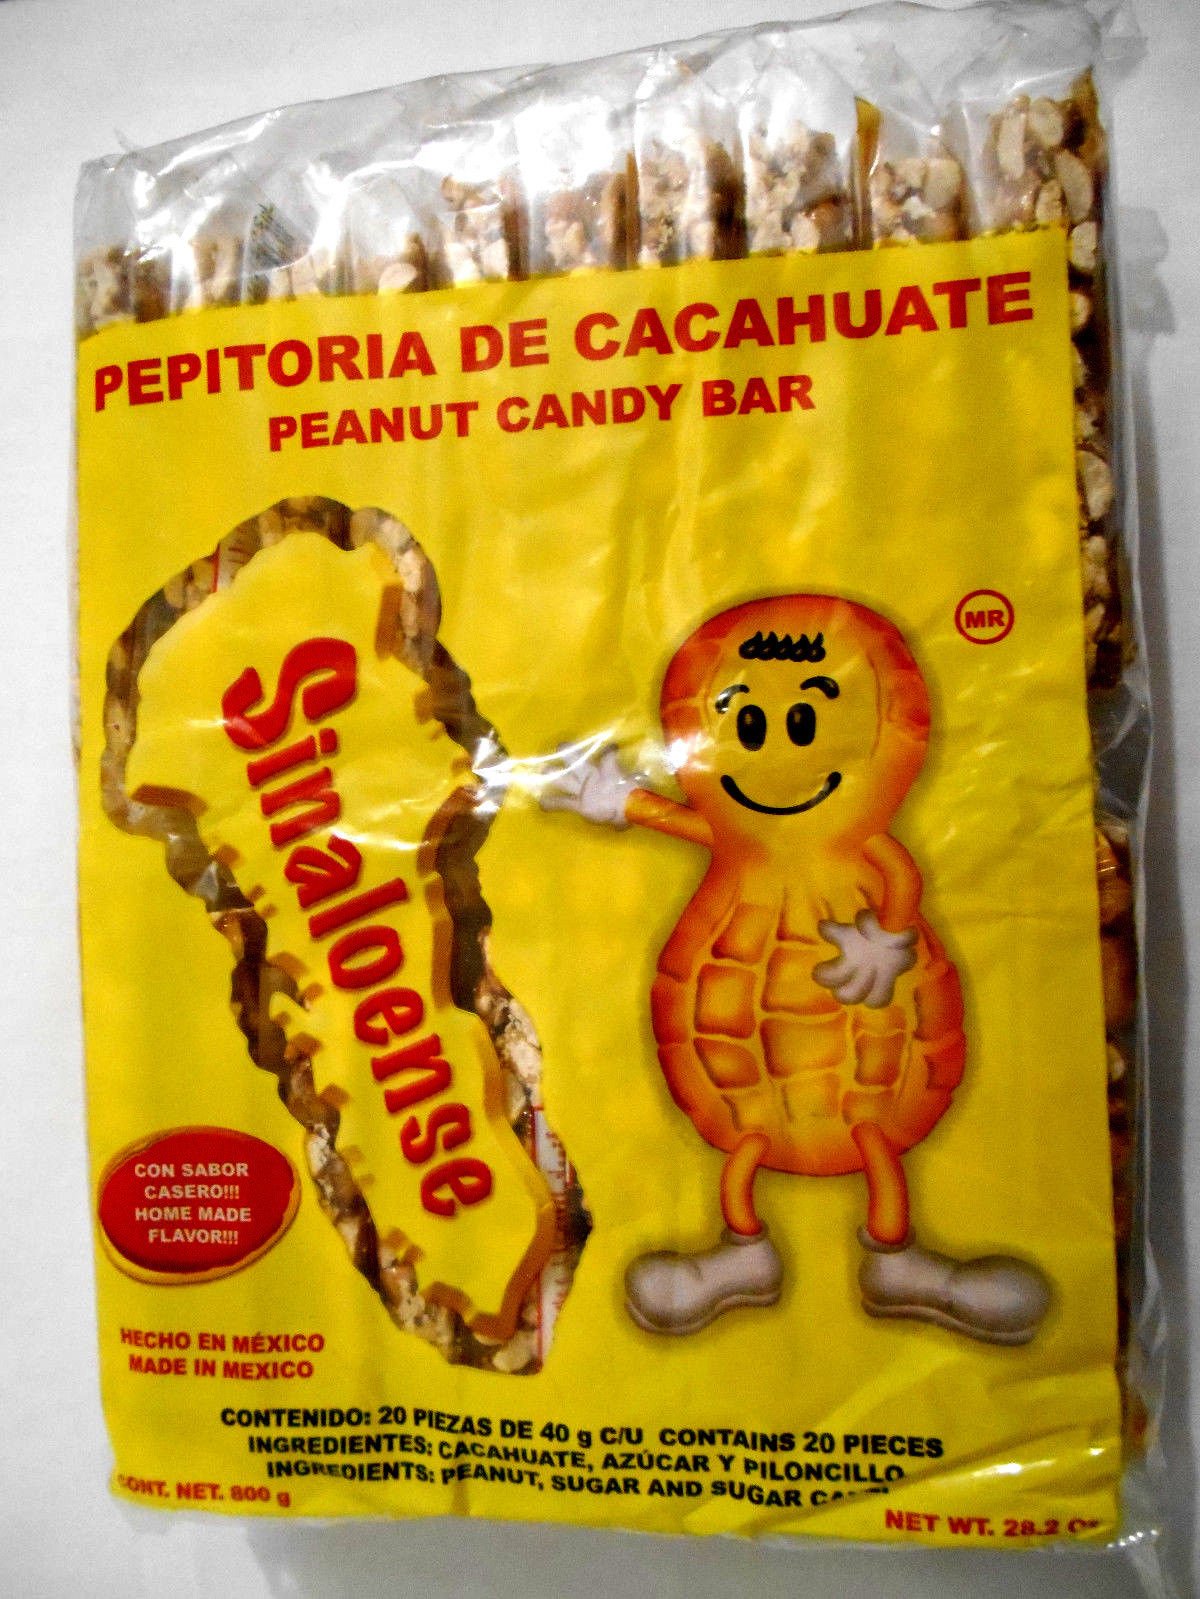 PEPITORIA DE CACAHUATE
PEANUT CANDY BAR
MR
Sinaloense
CON SABOR
CASERO!!!
HOME MADE
FLAVOR!!!
HECHO EN MÉXICO
MADE IN MEXICO
CONTENIDO: 20 PIEZAS DE 40 g C/U CONTAINS 20 PIECES
INGREDIENTES: CACAHUATE, AZÚCAR Y PILONCILLO
INGREDIENTS: PEANUT, SUGAR AND SUGAR
CONT. NET. 800 g
NET WT. 28.2 Oz